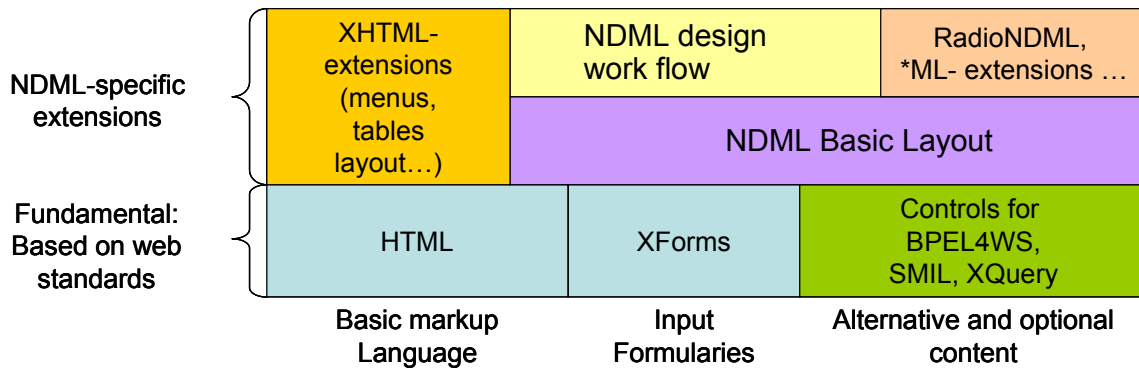 NDML-specific
extensions
XHTML-
extensions
(menus,
tables
layout…)
NDML design
work flow
RadioNDML,
*ML- extensions …
NDML Basic Layout
Fundamental:
Based on web
standards
HTML
XForms
Controls for
BPEL4WS,
SMIL, XQuery
Basic markup
Language
Input
Formularies
Alternative and optional
content